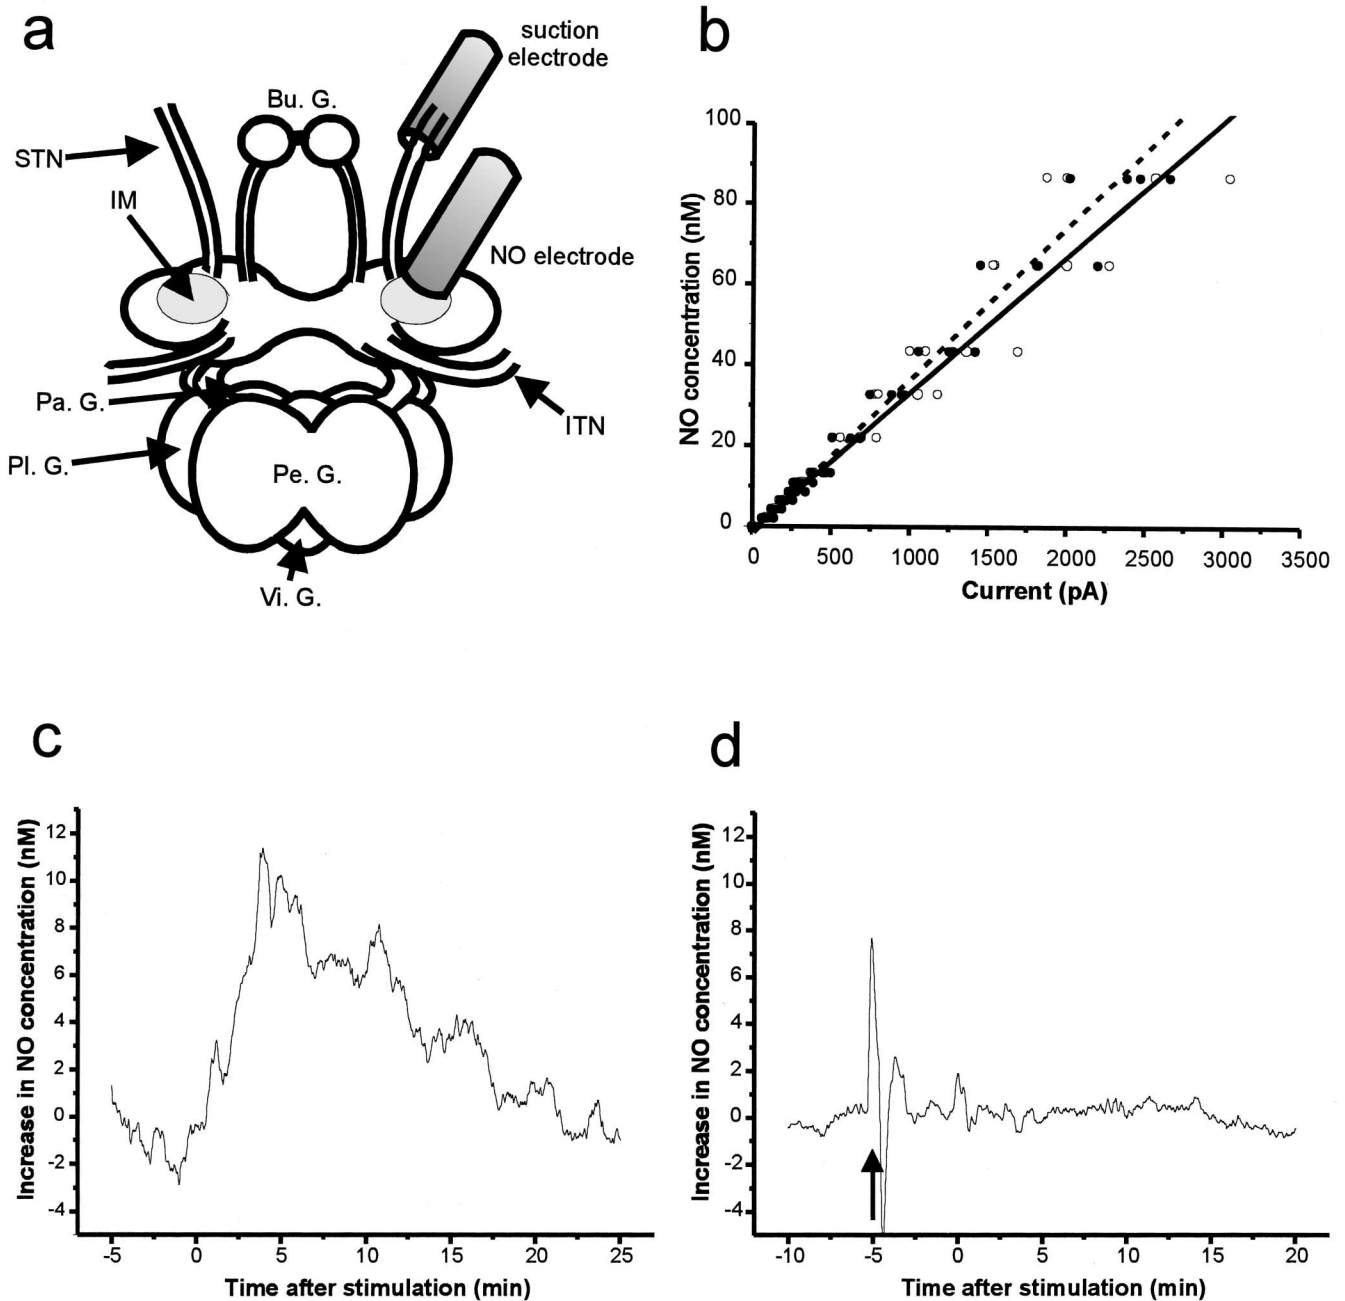 a
suction
electrode
Bu. G.
STN
IM
NO electrode
Pa. G.
ITN
Pl. G.
Pe. G.
Vi. G.
b
NO concentration (nM)
100
80
60
40
20
0
0 500 1000 1500 2000 2500 3000 3500
Current (pA)
c
Increase in NO concentration (nM)
12
10
8
6
4
2
0
-2
-4
-5 0 5 10 15 20 25
Time after stimulation (min)
d
Increase in NO concentration (nM)
12
10
8
6
4
2
0
-2
-4
-10 -5 0 5 10 15 20
Time after stimulation (min)